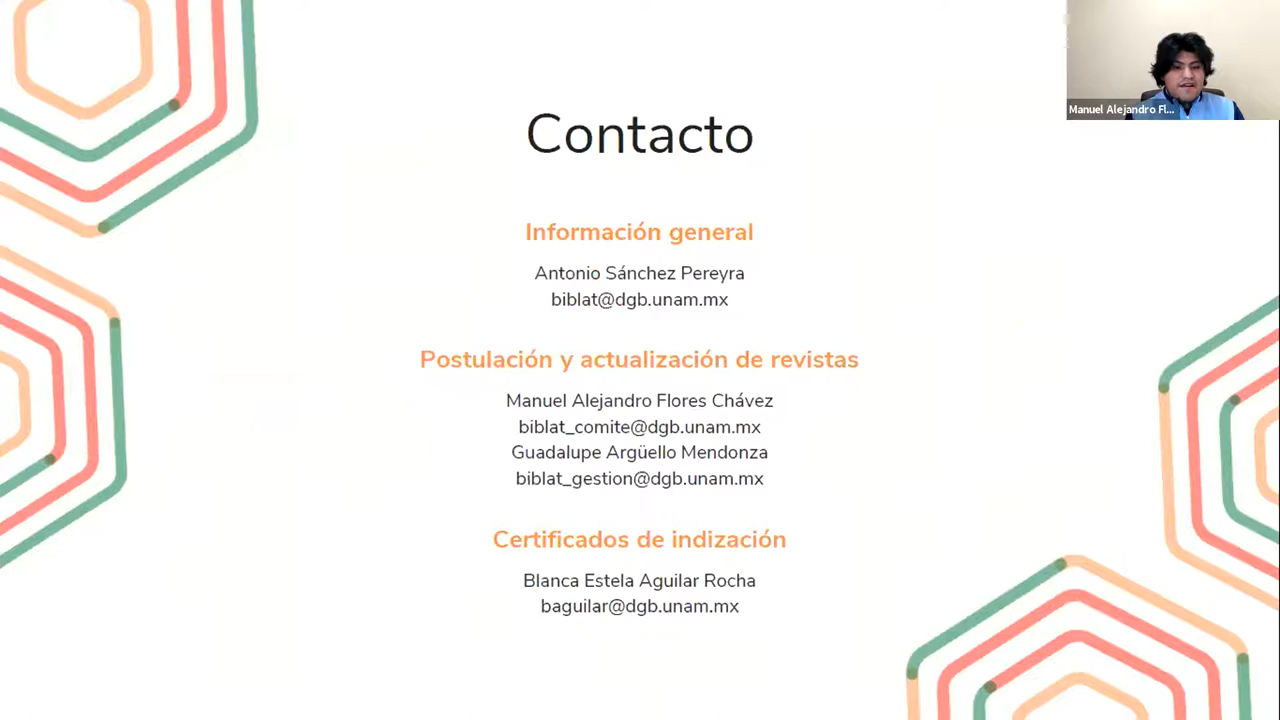 Contacto
Manuel Alejandro Fl...
Información general
Antonio Sánchez Pereyra
biblat@dgb.unam.mx
Postulación y actualización de revistas
Manuel Alejandro Flores Chávez
biblat_comite@dgb.unam.mx
Guadalupe Argüello Mendonza
biblat_gestion@dgb.unam.mx
Certificados de indización
Blanca Estela Aguilar Rocha
baguilar@dgb.unam.mx